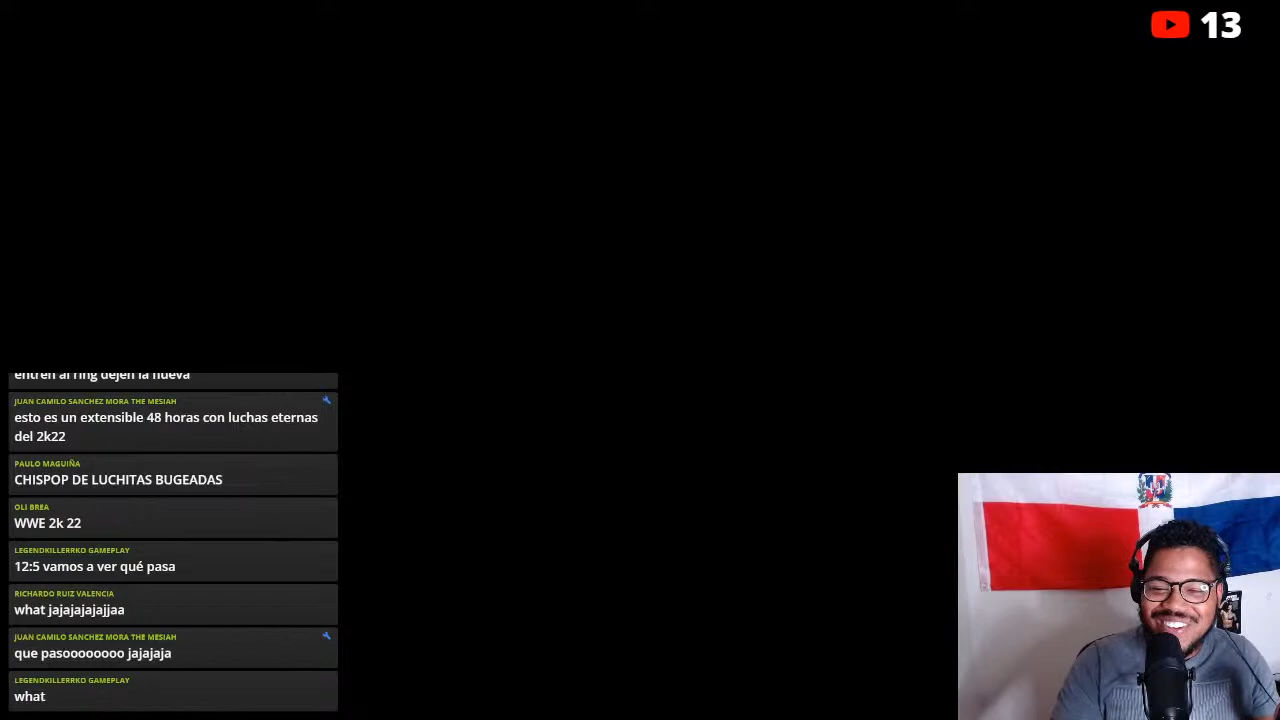 13
entren al ring dejen la nueva
JUAN CAMILO SANCHEZ MORA THE MESIAH
esto es un extensible 48 horas con luchas eternas
del 2k22
PAULO MAGUIÑA
CHISPOP DE LUCHITAS BUGEADAS
OLI BREA
WWE 2k 22
LEGENDKILLERRKO GAMEPLAY
12:5 vamos a ver qué pasa
RICHARDO RUIZ VALENCIA
what jajajajajajjaa
JUAN CAMILO SANCHEZ MORA THE MESIAH
que pasoooooooo jajajaja
LEGENDKILLERRKO GAMEPLAY
what